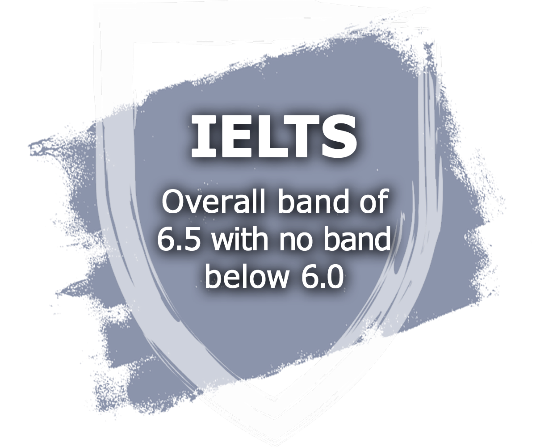 IELTS
Overall band of
6.5 with no band
below 6.0